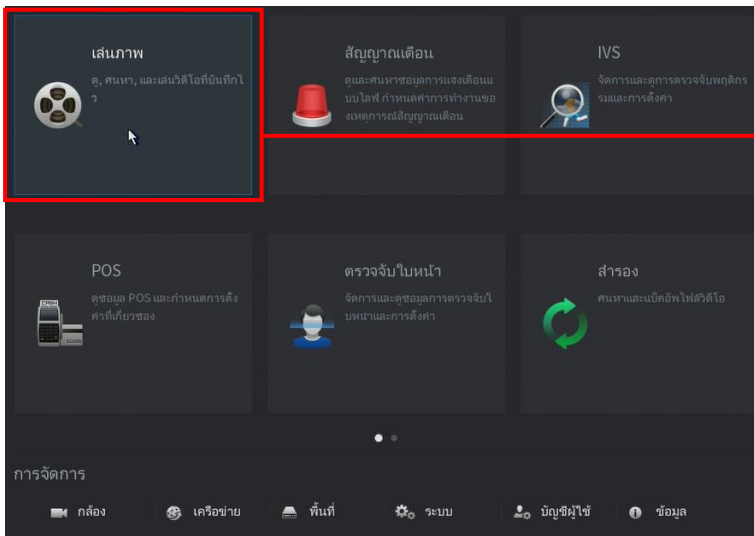 เล่นภาพ
ดู, ศนหา, และเล่นวิดีโอที่บันทึกไ
ว
สัญญาณเตือน
ดูและศนหาซอมูลการแจงเตือนแ
บบไลฟ กำหนดค่าการทำงานขอ
งเหตุการณสัญญาณเตือน
IVS
จัดการและดูการตรวจจับพฤติกร
รมและการตั้งค่า
POS
ดูซอมูล POS และกำหนดการตั้ง
ค่าที่เกี่ยวซอง
ตรวจจับใบหน้า
จัดการและดูซอมูลการตรวจจับใ
บหนาและการตั้งค่า
สำรอง
ศนหาและแบ็คอัพไฟล์วิดีโอ
การจัดการ
กล้อง
เครือข่าย
พื้นที่
ระบบ
บัญชีผู้ใช้
ข้อมูล